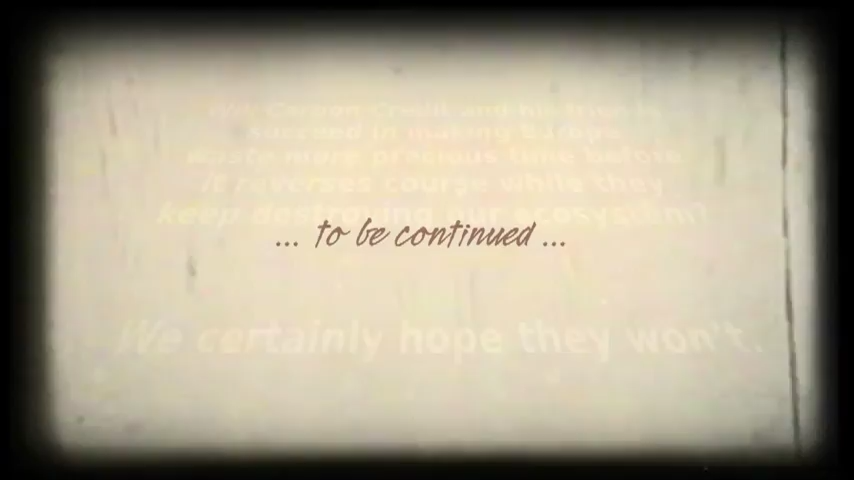 Will Carbon Credit and his friends
succeed in making Europe
waste more precious time before
it reverses course while they
keep destroying our ecosystem?
... to be continued ...
We certainly hope they won't.